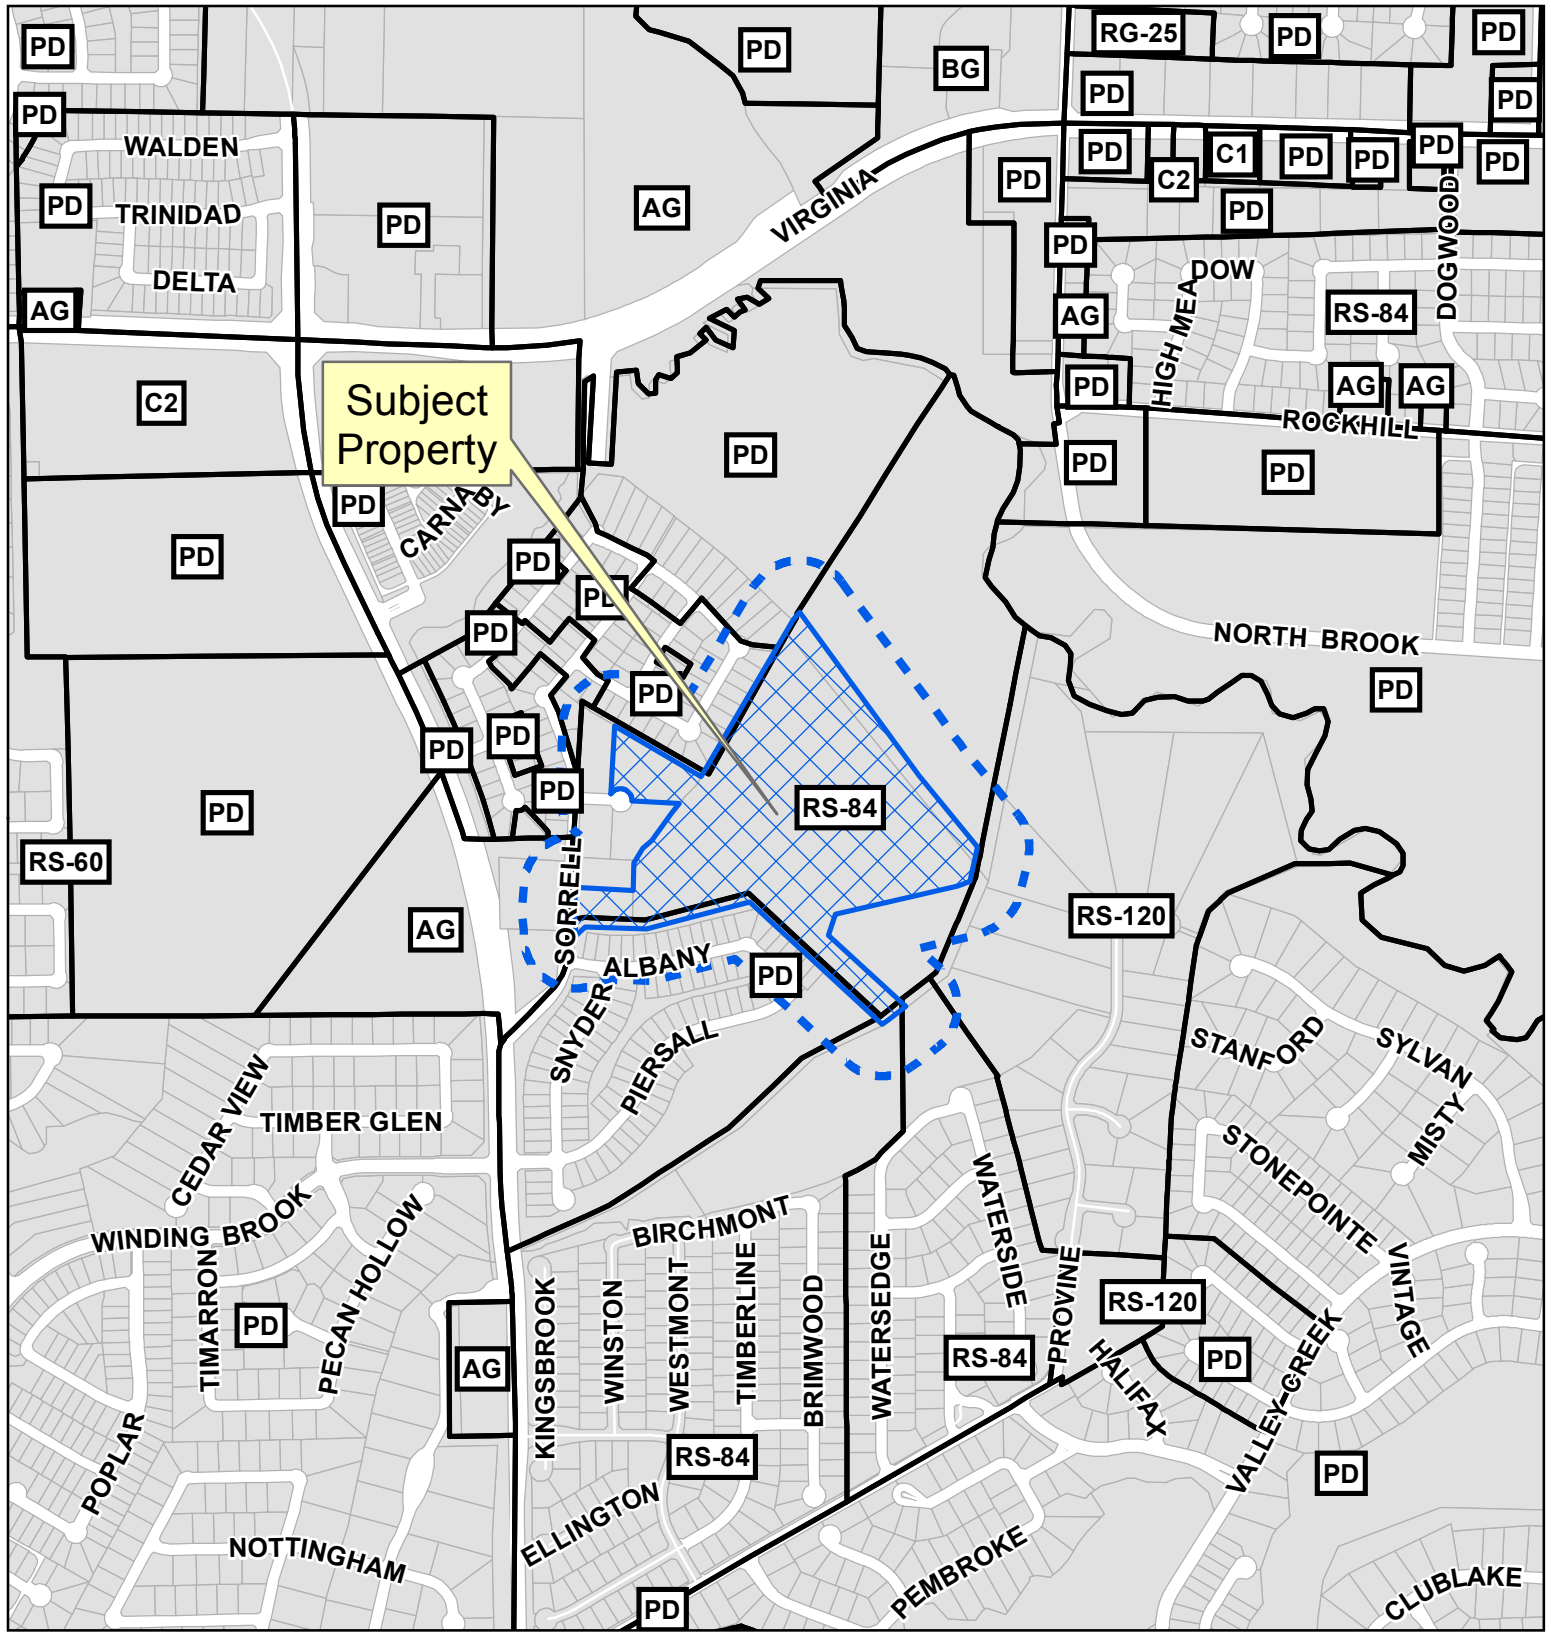 PD
PD
BG
RG-25
PD
PD
PD
PD
PD
WALDEN
PD
C2
C1
PD
PD
PD
PD
PD
PD
TRINIDAD
PD
AG
VIRGINIA
PD
DOGWOOD
PD
DELTA
AG
HIGH MEADOW
AG
RS-84
C2
Subject
Property
PD
AG
AG
ROCKHILL
PD
PD
PD
PD
CARNABY
PD
PD
PD
PD
NORTH BROOK
PD
PD
PD
PD
PD
PD
RS-84
PD
RS-60
AG
SORRELL
RS-120
ALBANY
PD
SNYDER
PIERSALL
STANFORD
SYLVAN
MISTY
CEDAR VIEW
TIMBER GLEN
STONEPOINTE
WINDING BROOK
PECAN HOLLOW
BIRCHMONT
WATERSIDE
TIMARRON
PD
AG
KINGSBROOK
WINSTON
WESTMONT
TIMBERLINE
BRIMWOOD
WATERSEDGE
PROVINE
RS-120
VINTAGE
RS-84
HALIFAX
PD
VALLEY CREEK
POPLAR
RS-84
PD
ELLINGTON
NOTTINGHAM
PEMBROKE
CLUBLAKE
PD